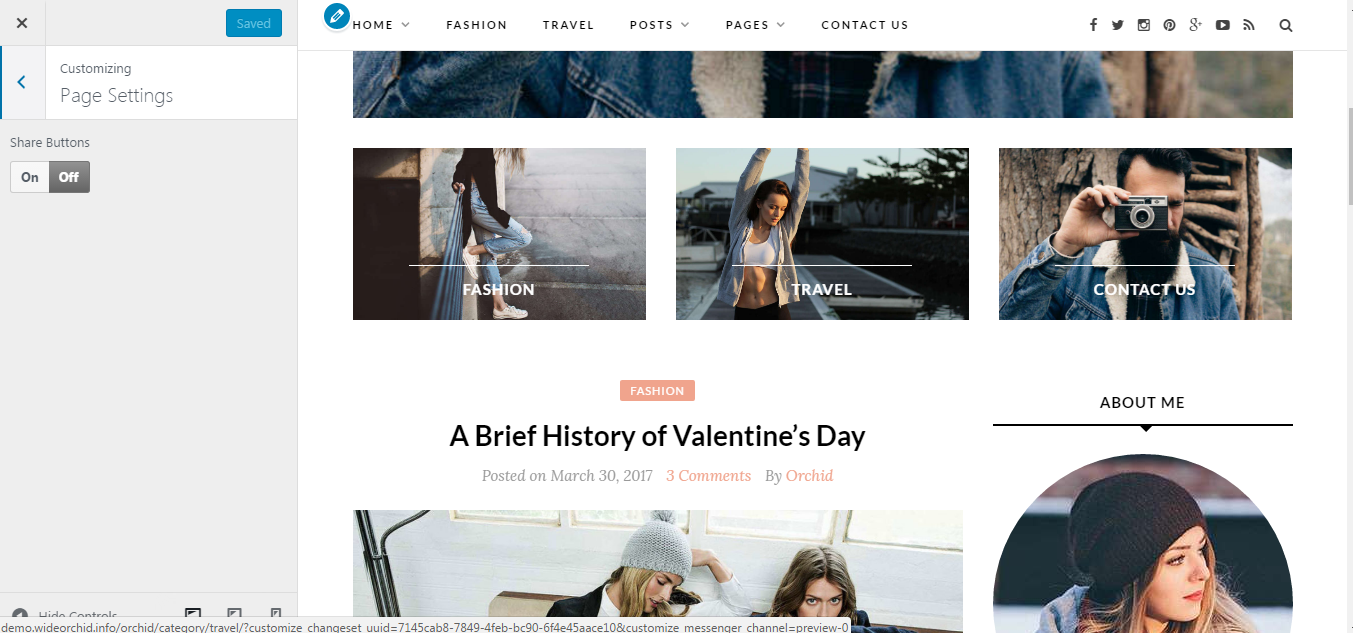 Saved
Customizing
Page Settings
Share Buttons
On Off
Hide Controls
HOME FASHION TRAVEL POSTS PAGES CONTACT US
FASHION
TRAVEL
CONTACT US
FASHION
A Brief History of Valentine’s Day
Posted on March 30, 2017 3 Comments By Orchid
ABOUT ME
demo.wideorchid.info/orchid/category/travel/?customize_changeset_uuid=7145cab8-7849-4feb-bc90-6f4e45aace10&customize_messenger_channel=preview-0